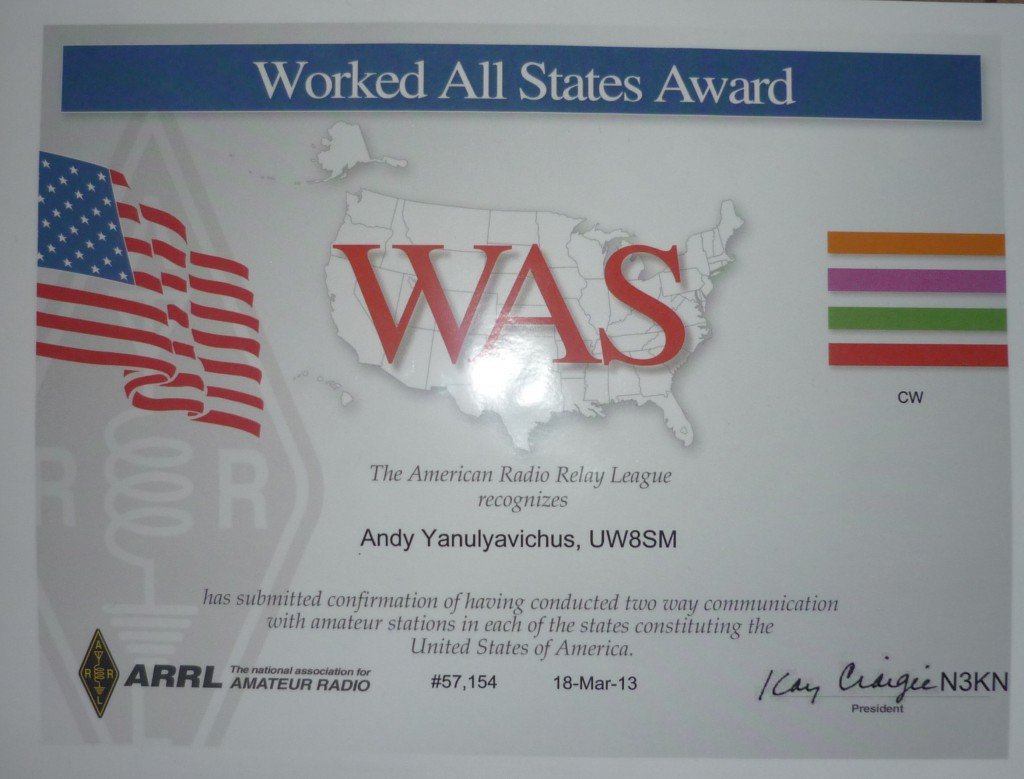 Worked All States Award
WAS
CW
The American Radio Relay League
recognizes
Andy Yanulyavichus, UW8SM
has submitted confirmation of having conducted two way communication
with amateur stations in each of the states constituting the
United States of America.
R R
A
R R
L
ARRL The national association for
AMATEUR RADIO
#57,154 18-Mar-13
Kay Craigie N3KN
President